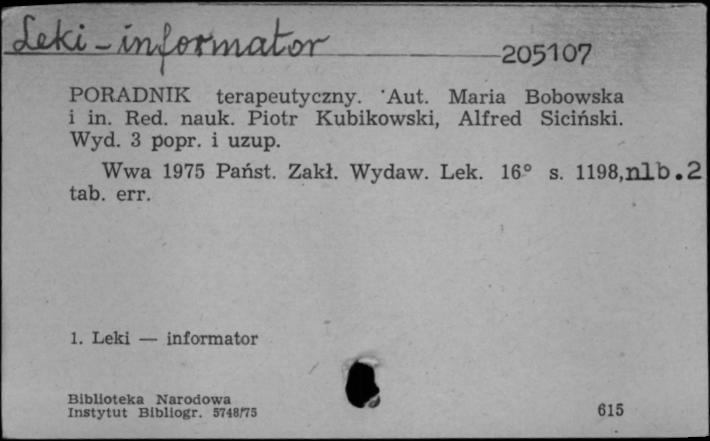 Leki - informator
205107
PORADNIK terapeutyczny. Aut. Maria Bobowska
i in. Red. nauk. Piotr Kubikowski, Alfred Siciński.
Wyd. 3 popr. i uzup.
Wwa 1975 Państ. Zakł. Wydaw. Lek. 16° s. 1198,nlb.2
tab. err.
1. Leki — informator
Biblioteka Narodowa
Instytut Bibliogr. 5748/75
615